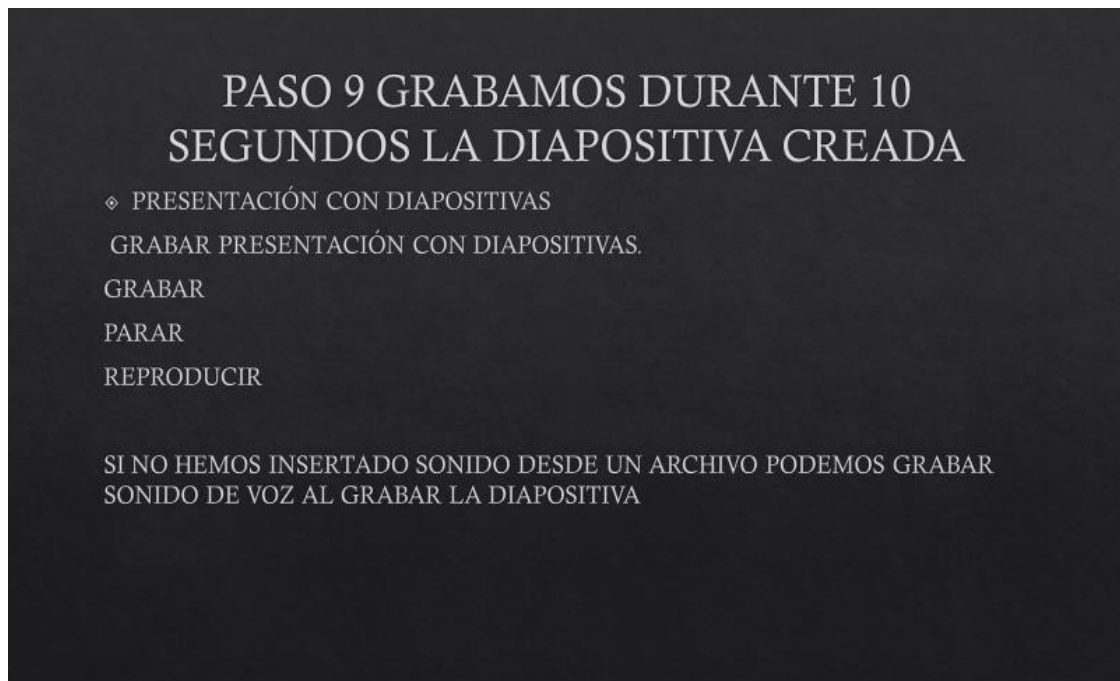 PASO 9 GRABAMOS DURANTE 10
SEGUNDOS LA DIAPOSITIVA CREADA
PRESENTACIÓN CON DIAPOSITIVAS
GRABAR PRESENTACIÓN CON DIAPOSITIVAS.
GRABAR
PARAR
REPRODUCIR
SI NO HEMOS INSERTADO SONIDO DESDE UN ARCHIVO PODEMOS GRABAR
SONIDO DE VOZ AL GRABAR LA DIAPOSITIVA